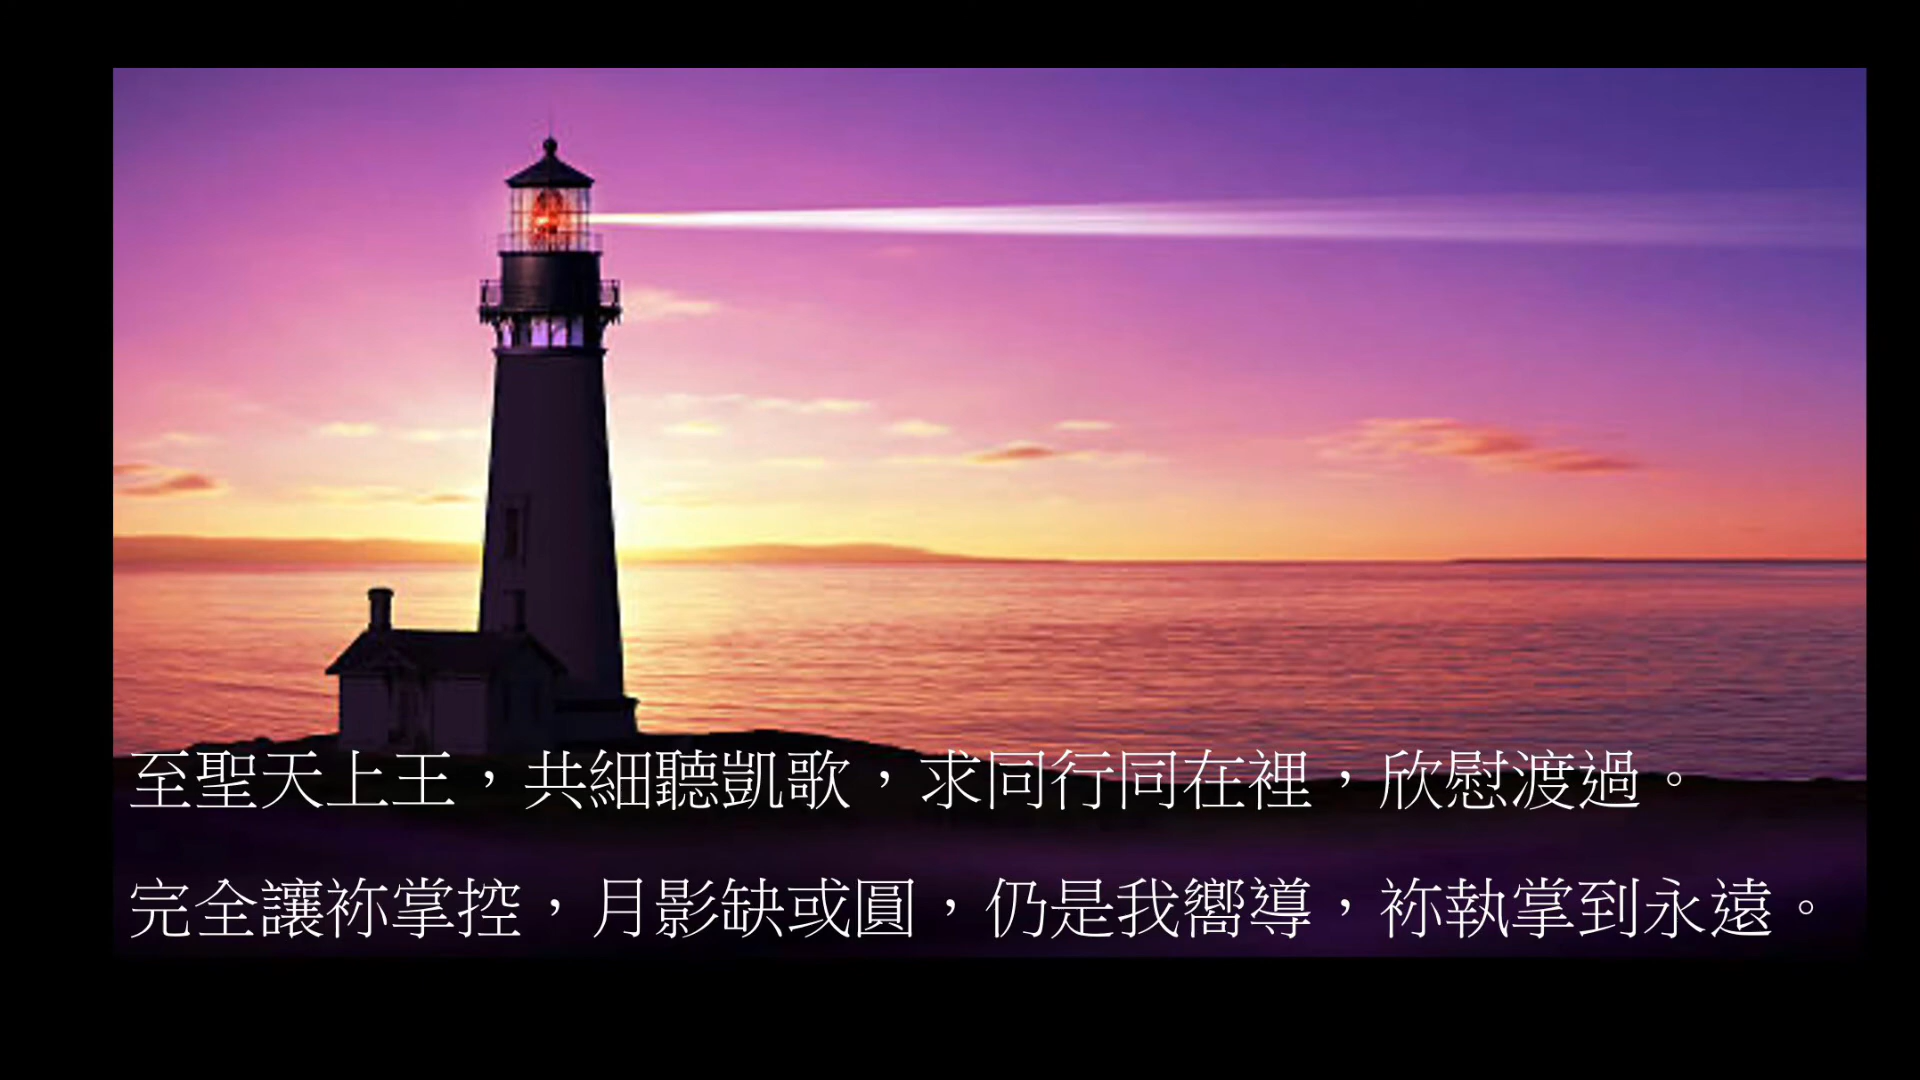 至聖天上王，共細聽凱歌，求同行同在裡，欣慰渡過。
完全讓祢掌控，月影缺或圓，仍是我嚮導，祢執掌到永遠。